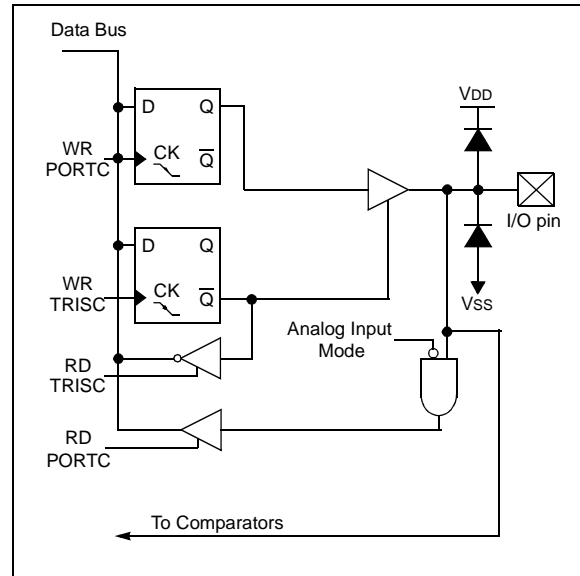 Data Bus
D
Q
VDD
WR
PORTC
CK
Q
I/O pin
D
Q
VSS
WR
TRISC
CK
Q
Analog Input
Mode
RD
TRISC
RD
PORTC
To Comparators